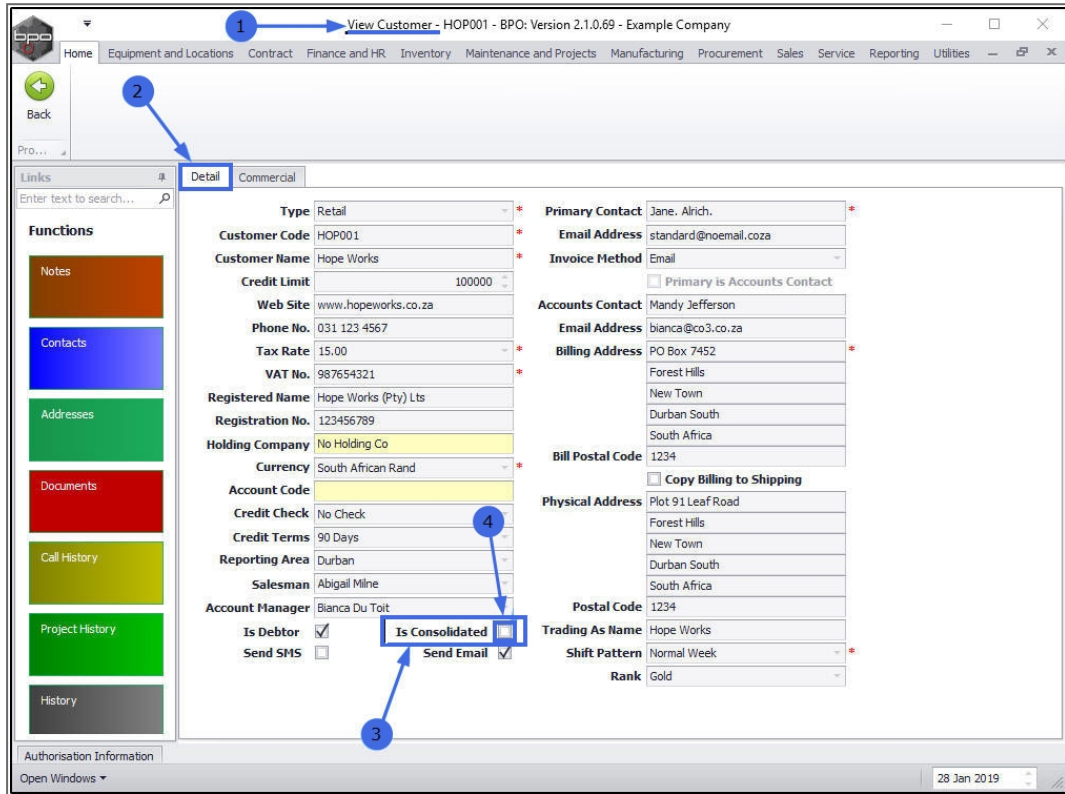 1
View Customer - HOP001 - BPO: Version 2.1.0.69 - Example Company
bpo
Home Equipment and Locations Contract Finance and HR Inventory Maintenance and Projects Manufacturing Procurement Sales Service Reporting Utilities
Back
2
Pro...
Links
Enter text to search...
Functions
Notes
Contacts
Addresses
Documents
Call History
Project History
History
Detail Commercial
Type Retail *
Customer Code HOP001 *
Customer Name Hope Works *
Credit Limit 100000
Web Site www.hopeworks.co.za
Phone No. 031 123 4567
Tax Rate 15.00 *
VAT No. 987654321 *
Registered Name Hope Works (Pty) Lts
Registration No. 123456789
Holding Company No Holding Co
Currency South African Rand *
Account Code
Credit Check No Check
Credit Terms 90 Days
Reporting Area Durban
Salesman Abigail Milne
Account Manager Bianca Du Toit
Is Debtor Is Consolidated
Send SMS Send Email
4
3
Primary Contact Jane. Alrich. *
Email Address standard@noemail.coza
Invoice Method Email
Primary is Accounts Contact
Accounts Contact Mandy Jefferson
Email Address bianca@co3.co.za
Billing Address PO Box 7452 *
Forest Hills
New Town
Durban South
South Africa
Bill Postal Code 1234
Copy Billing to Shipping
Physical Address Plot 91 Leaf Road
Forest Hills
New Town
Durban South
South Africa
Postal Code 1234
Trading As Name Hope Works
Shift Pattern Normal Week *
Rank Gold
Authorisation Information
Open Windows
28 Jan 2019